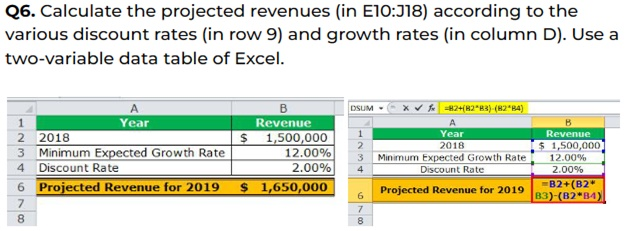 Q6. Calculate the projected revenues (in E10:J18) according to the
various discount rates (in row 9) and growth rates (in column D). Use a
two-variable data table of Excel.
A B
1 Year Revenue
2 2018 $ 1,500,000
3 Minimum Expected Growth Rate 12.00%
4 Discount Rate 2.00%
6 Projected Revenue for 2019 $ 1,650,000
7
8
DSUM fx =B2+(B2*B3)-(B2*B4)
A B
1 Year Revenue
2 2018 $ 1,500,000
3 Minimum Expected Growth Rate 12.00%
4 Discount Rate 2.00%
6 Projected Revenue for 2019 =B2+(B2*
B3)-(B2*B4)
7
8